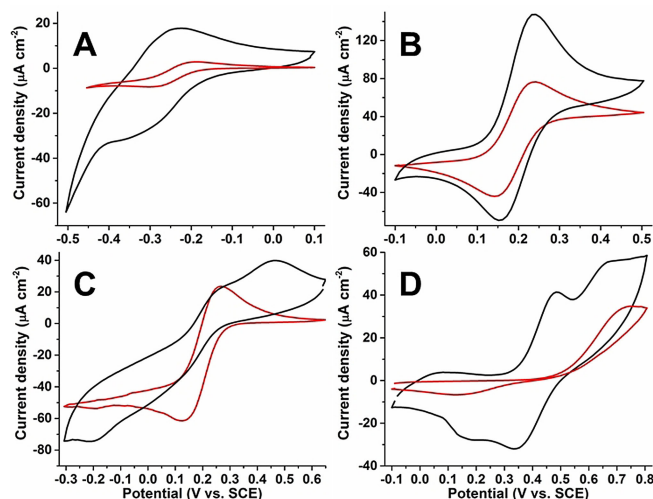 A
Current density (µA cm-2)
20
0
-20
-40
-60
-0.5 -0.4 -0.3 -0.2 -0.1 0.0 0.1
B
Current density (µA cm-2)
120
80
40
0
-40
-0.1 0.0 0.1 0.2 0.3 0.4 0.5
C
Current density (µA cm-2)
40
20
0
-20
-40
-60
-80
-0.3 -0.2 -0.1 0.0 0.1 0.2 0.3 0.4 0.5 0.6
Potential (V vs. SCE)
D
Current density (µA cm-2)
60
40
20
0
-20
-40
-0.1 0.0 0.1 0.2 0.3 0.4 0.5 0.6 0.7 0.8
Potential (V vs. SCE)